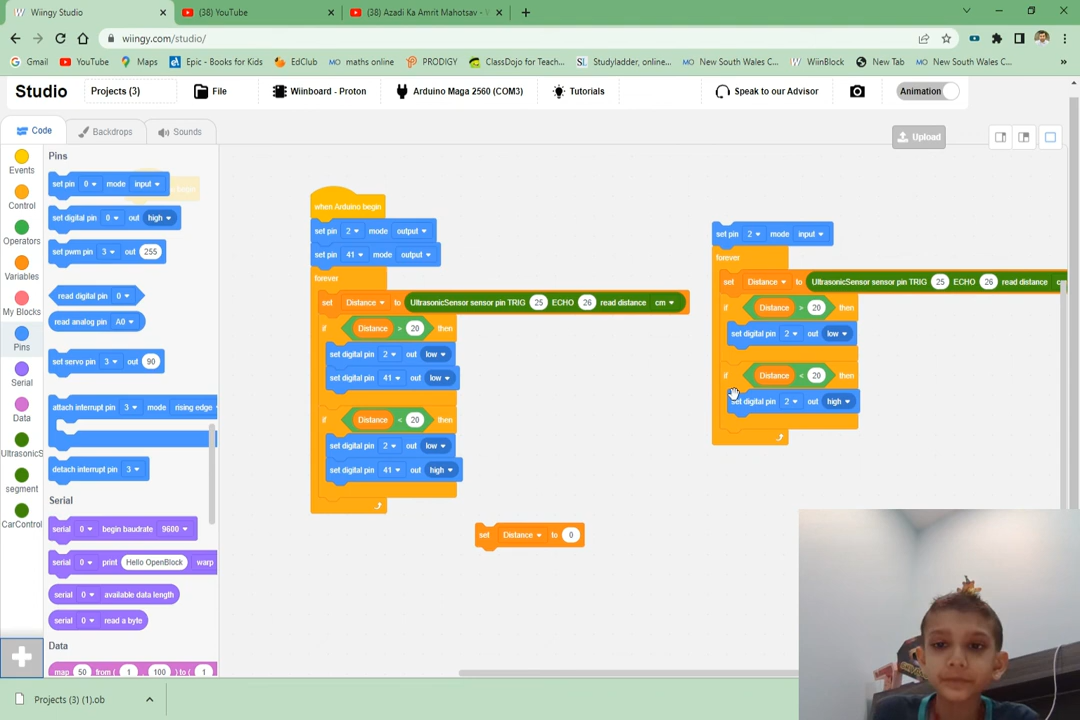 Wiingy Studio
(38) YouTube
(38) Azadi Ka Amrit Mahotsav -
wiingy.com/studio/
Gmail YouTube Maps Epic - Books for Kids EdClub maths online PRODIGY ClassDojo for Teach... Studyladder, online... New South Wales C... WiinBlock New Tab New South Wales C... »
Studio Projects (3) File Wiinboard - Proton Arduino Maga 2560 (COM3) Tutorials Speak to our Advisor Animation
Code Backdrops Sounds
Upload
Events
Control
Operators
Variables
My Blocks
Pins
Serial
Data
UltrasonicS
segment
CarControl
Pins
set pin 0 mode input
set digital pin 0 out high
set pwm pin 3 out 255
read digital pin 0
read analog pin A0
set servo pin 3 out 90
attach interrupt pin 3 mode rising edge
detach interrupt pin 3
Serial
serial 0 begin baudrate 9600
serial 0 print Hello OpenBlock warp
serial 0 available data length
serial 0 read a byte
Data
map 50 from ( 1 , 100 ) to ( 1
when Arduino begin
set pin 2 mode output
set pin 41 mode output
forever
set Distance to UltrasonicSensor sensor pin TRIG 25 ECHO 26 read distance cm
if Distance > 20 then
set digital pin 2 out low
set digital pin 41 out low
if Distance < 20 then
set digital pin 2 out low
set digital pin 41 out high
set Distance to 0
set pin 2 mode input
forever
set Distance to UltrasonicSensor sensor pin TRIG 25 ECHO 26 read distance
if Distance > 20 then
set digital pin 2 out low
if Distance < 20 then
set digital pin 2 out high
Projects (3) (1).ob